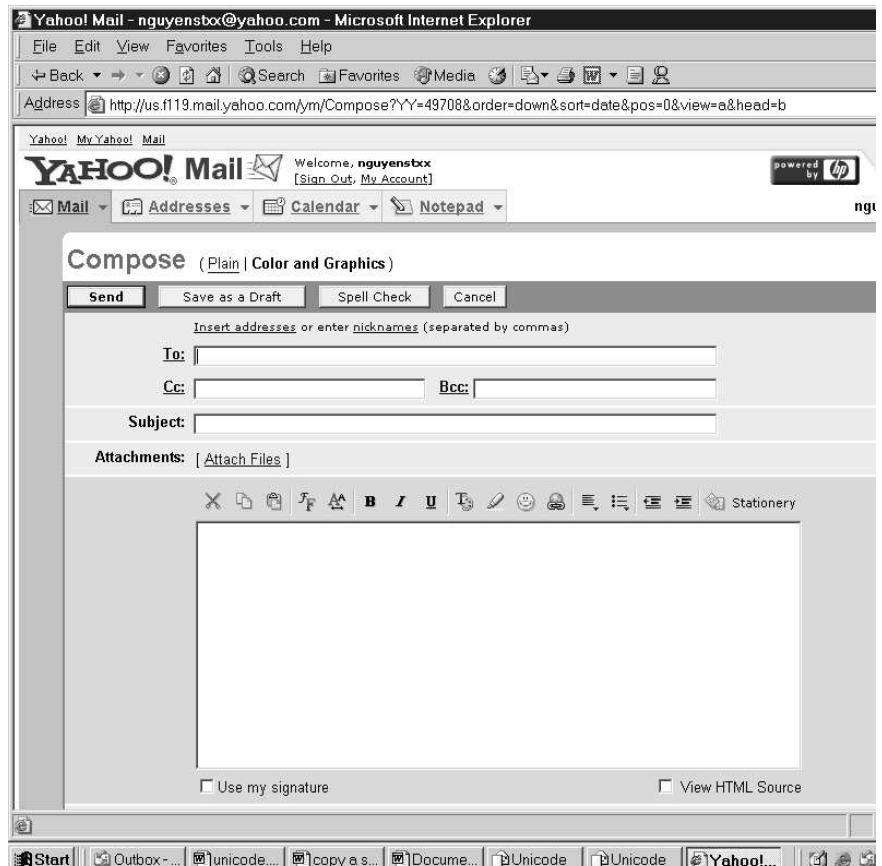 Yahoo! Mail - nguyenstxx@yahoo.com - Microsoft Internet Explorer
File Edit View Favorites Tools Help
Back Search Favorites Media
Address http://us.f119.mail.yahoo.com/ym/Compose?YY=49708&order=down&sort=date&pos=0&view=a&head=b
Yahoo! My Yahoo! Mail
YAHOO! Mail Welcome, nguyenstxx
[Sign Out, My Account]
powered by hp
Mail Addresses Calendar Notepad ngu
Compose ( Plain | Color and Graphics )
Send Save as a Draft Spell Check Cancel
Insert addresses or enter nicknames (separated by commas)
To:
Cc: Bcc:
Subject:
Attachments: [ Attach Files ]
B I U Stationery
Use my signature View HTML Source
Start Outbox - ... unicode.... copy a s... Docume... Unicode Unicode Yahoo!...